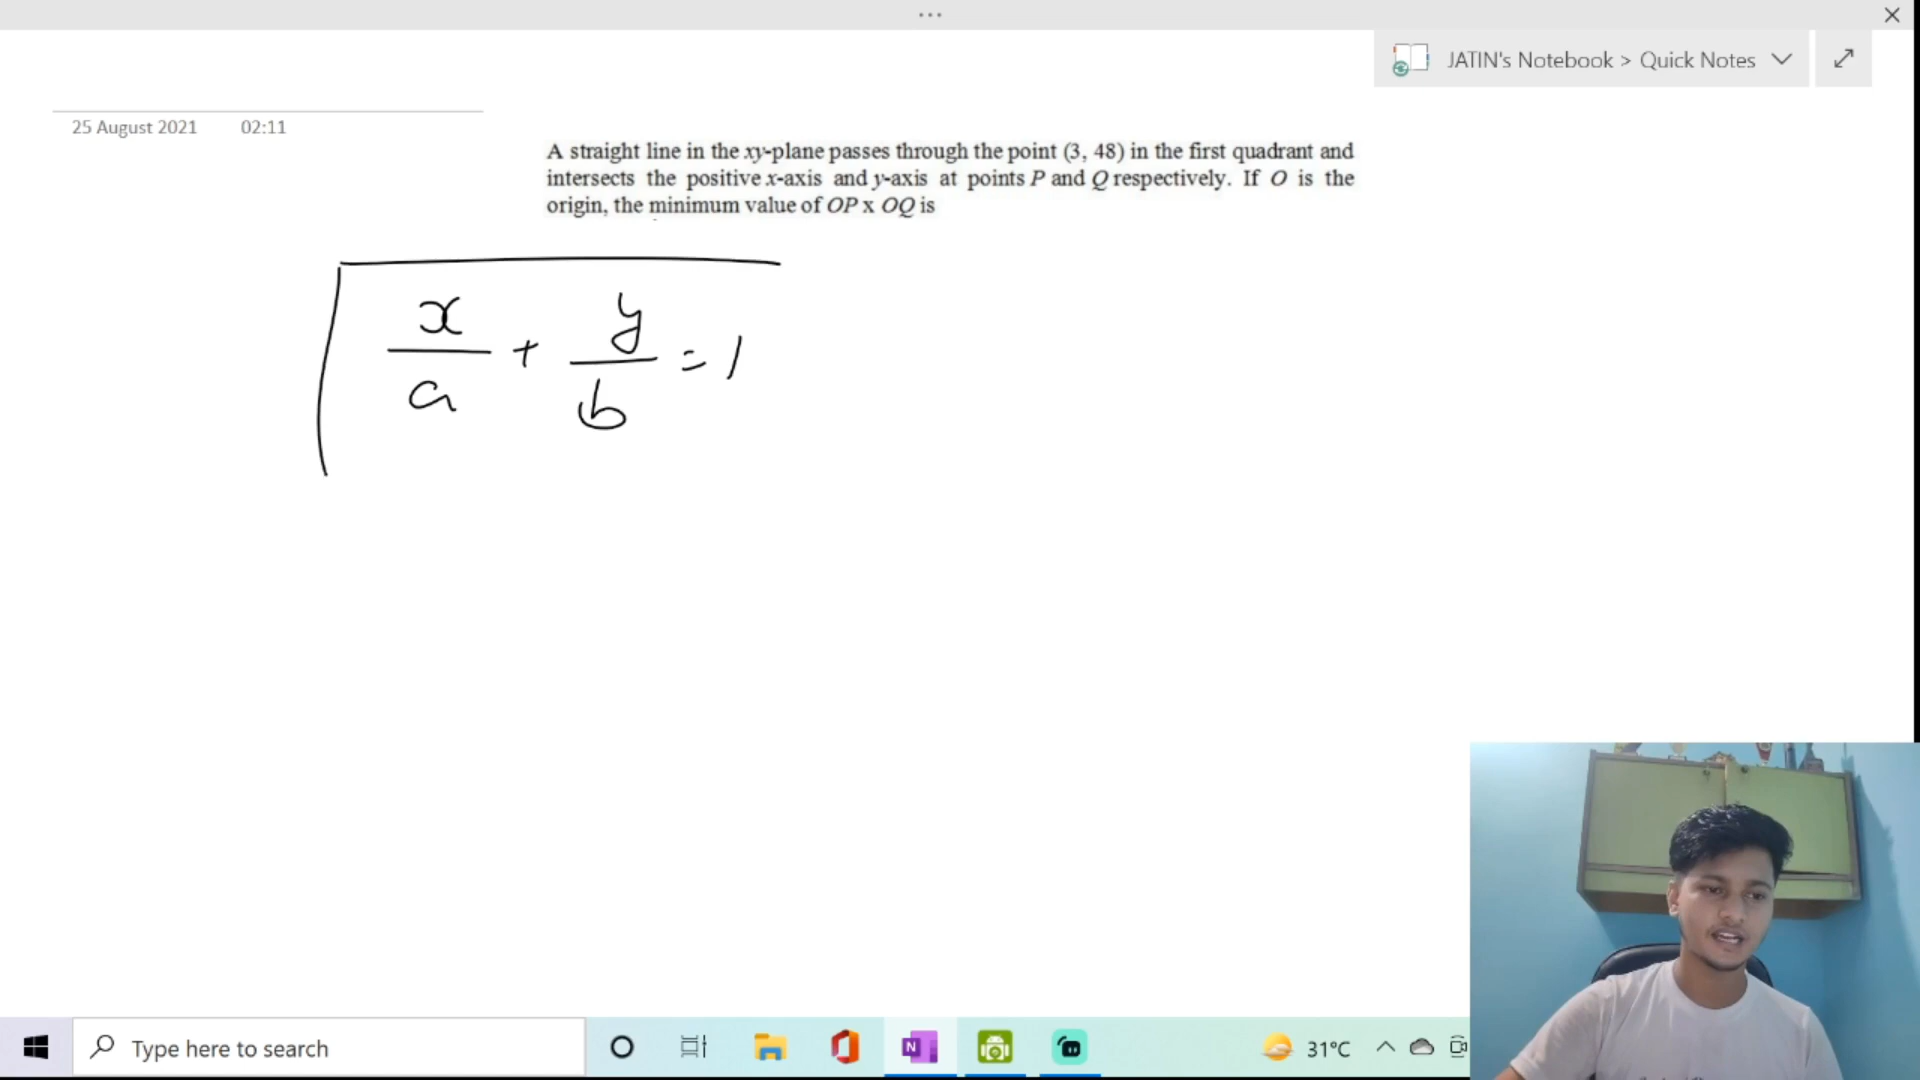 ...
JATIN's Notebook > Quick Notes
25 August 2021 02:11
A straight line in the xy-plane passes through the point (3, 48) in the first quadrant and
intersects the positive x-axis and y-axis at points P and Q respectively. If O is the
origin, the minimum value of OP x OQ is
x/a + y/b = 1
Type here to search
N
31°C